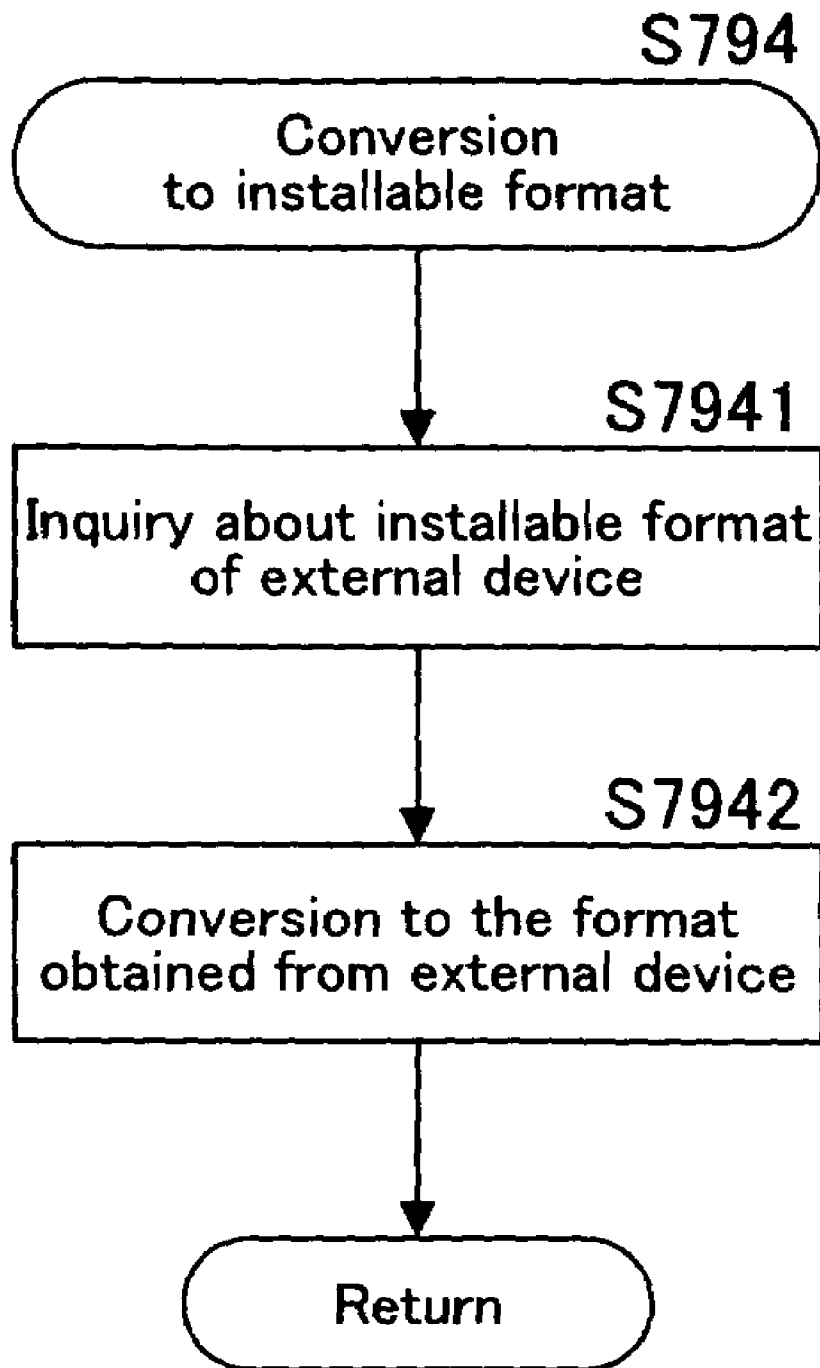 S794
Conversion
to installable format
S7941
Inquiry about installable format
of external device
S7942
Conversion to the format
obtained from external device
Return